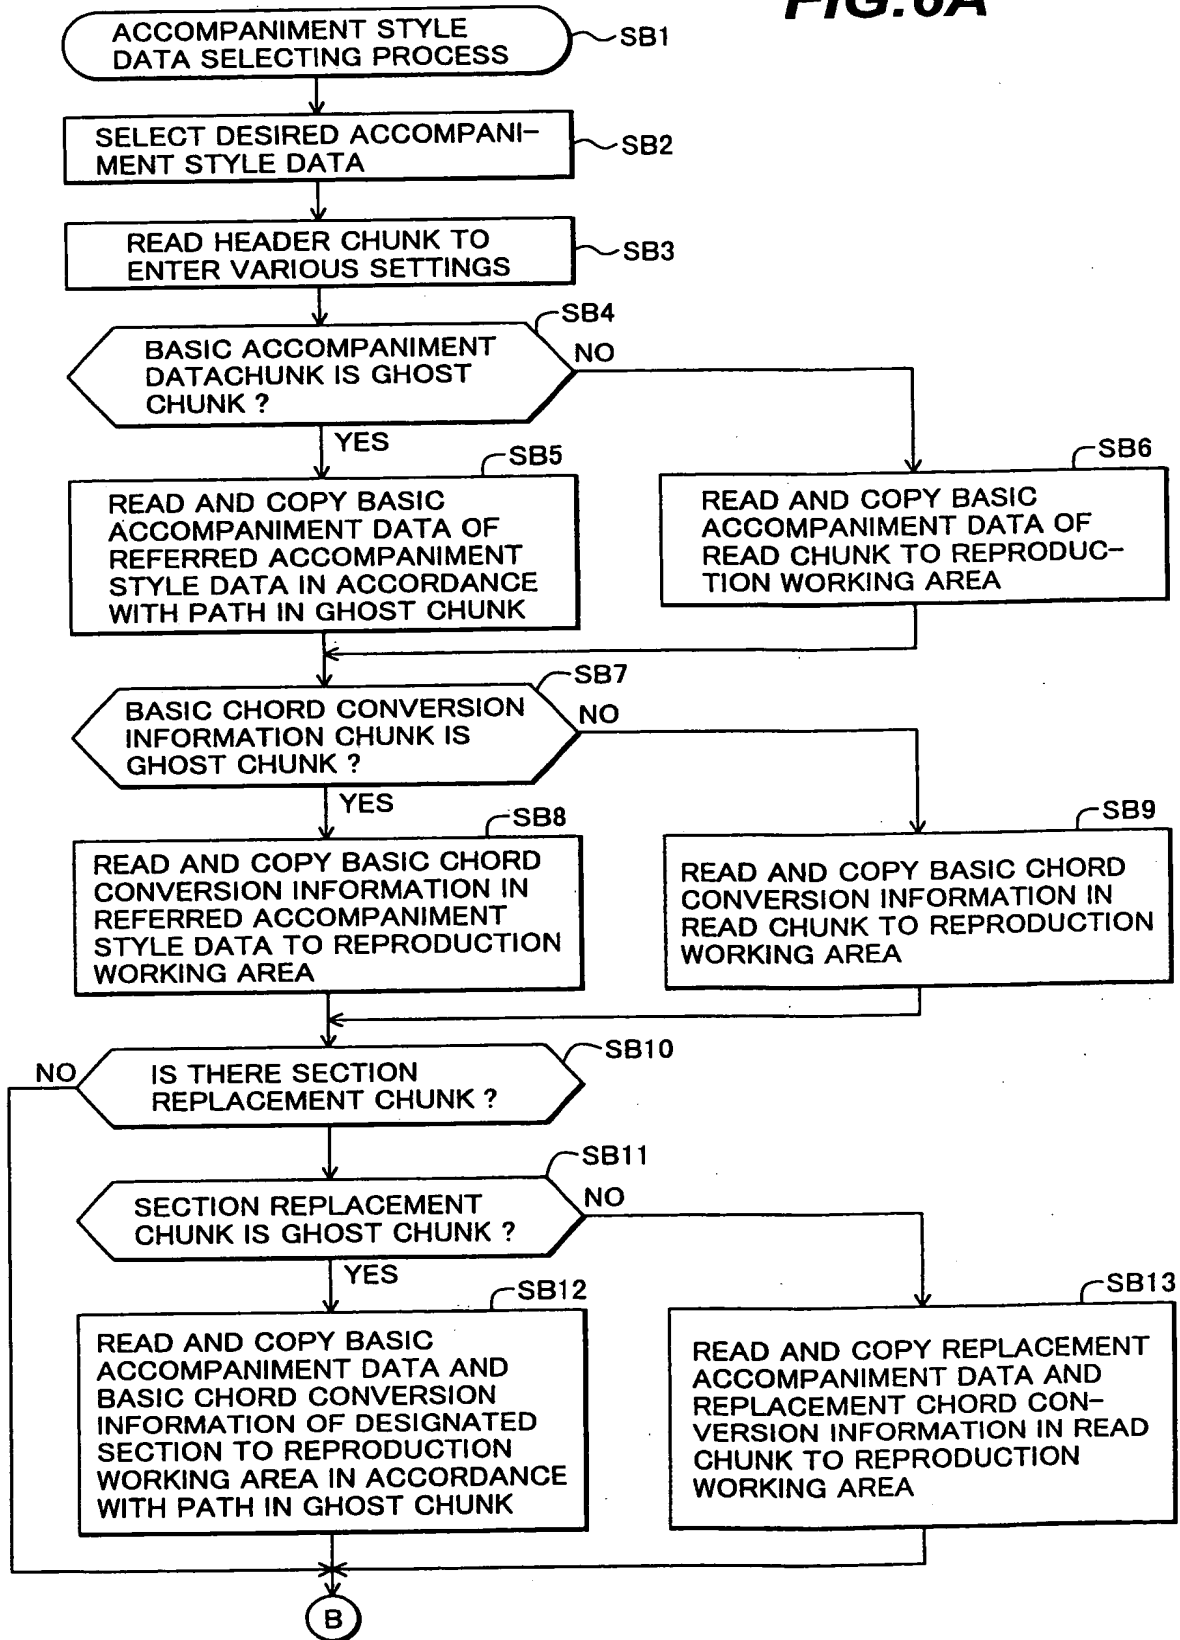 FIG.6A
ACCOMPANIMENT STYLE
DATA SELECTING PROCESS
SB1
SELECT DESIRED ACCOMPANI-
MENT STYLE DATA
SB2
READ HEADER CHUNK TO
ENTER VARIOUS SETTINGS
SB3
SB4
BASIC ACCOMPANIMENT
DATACHUNK IS GHOST
CHUNK ?
NO
YES
SB5
READ AND COPY BASIC
ACCOMPANIMENT DATA OF
REFERRED ACCOMPANIMENT
STYLE DATA IN ACCORDANCE
WITH PATH IN GHOST CHUNK
SB6
READ AND COPY BASIC
ACCOMPANIMENT DATA OF
READ CHUNK TO REPRODUC-
TION WORKING AREA
SB7
BASIC CHORD CONVERSION
INFORMATION CHUNK IS
GHOST CHUNK ?
NO
YES
SB8
READ AND COPY BASIC CHORD
CONVERSION INFORMATION IN
REFERRED ACCOMPANIMENT
STYLE DATA TO REPRODUCTION
WORKING AREA
SB9
READ AND COPY BASIC CHORD
CONVERSION INFORMATION IN
READ CHUNK TO REPRODUCTION
WORKING AREA
SB10
NO
IS THERE SECTION
REPLACEMENT CHUNK ?
SB11
SECTION REPLACEMENT
CHUNK IS GHOST CHUNK ?
NO
YES
SB12
READ AND COPY BASIC
ACCOMPANIMENT DATA AND
BASIC CHORD CONVERSION
INFORMATION OF DESIGNATED
SECTION TO REPRODUCTION
WORKING AREA IN ACCORDANCE
WITH PATH IN GHOST CHUNK
SB13
READ AND COPY REPLACEMENT
ACCOMPANIMENT DATA AND
REPLACEMENT CHORD CON-
VERSION INFORMATION IN READ
CHUNK TO REPRODUCTION
WORKING AREA
B